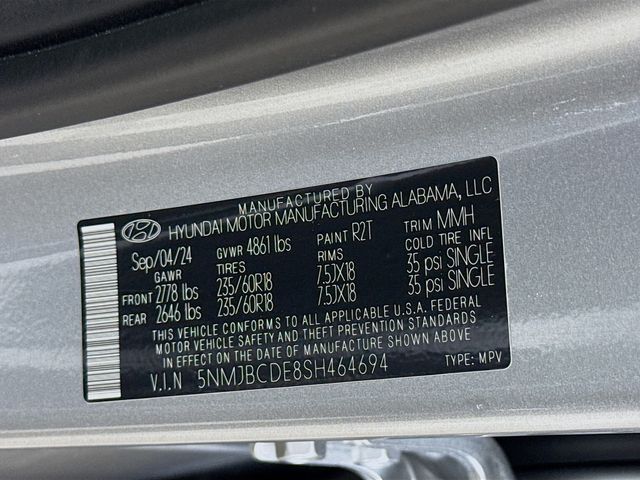 MANUFACTURED BY
HYUNDAI MOTOR MANUFACTURING ALABAMA, LLC
Sep/04/24 GVWR 4861 lbs PAINT R2T TRIM MMH
GAWR TIRES RIMS COLD TIRE INFL
FRONT 2778 lbs 235/60R18 7.5JX18 35 psi SINGLE
REAR 2646 lbs 235/60R18 7.5JX18 35 psi SINGLE
THIS VEHICLE CONFORMS TO ALL APPLICABLE U.S.A. FEDERAL
MOTOR VEHICLE SAFETY AND THEFT PREVENTION STANDARDS
IN EFFECT ON THE DATE OF MANUFACTURE SHOWN ABOVE
V.I.N 5NMJBCDE8SH464694 TYPE: MPV